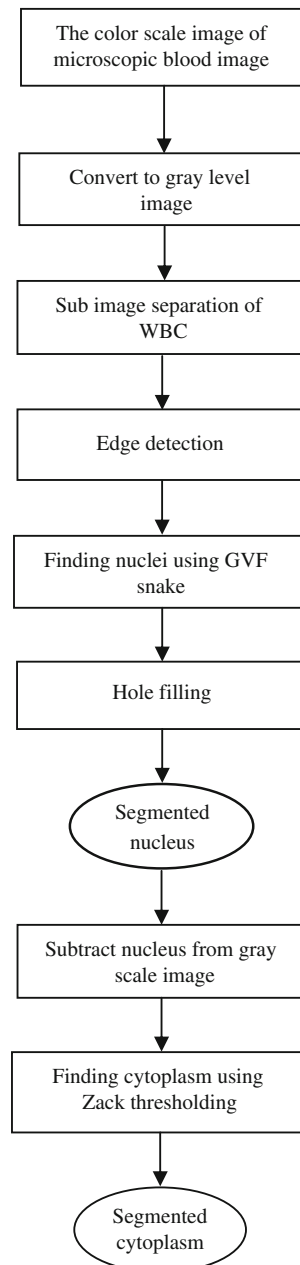 The color scale image of
microscopic blood image
Convert to gray level
image
Sub image separation of
WBC
Edge detection
Finding nuclei using GVF
snake
Hole filling
Segmented
nucleus
Subtract nucleus from gray
scale image
Finding cytoplasm using
Zack thresholding
Segmented
cytoplasm